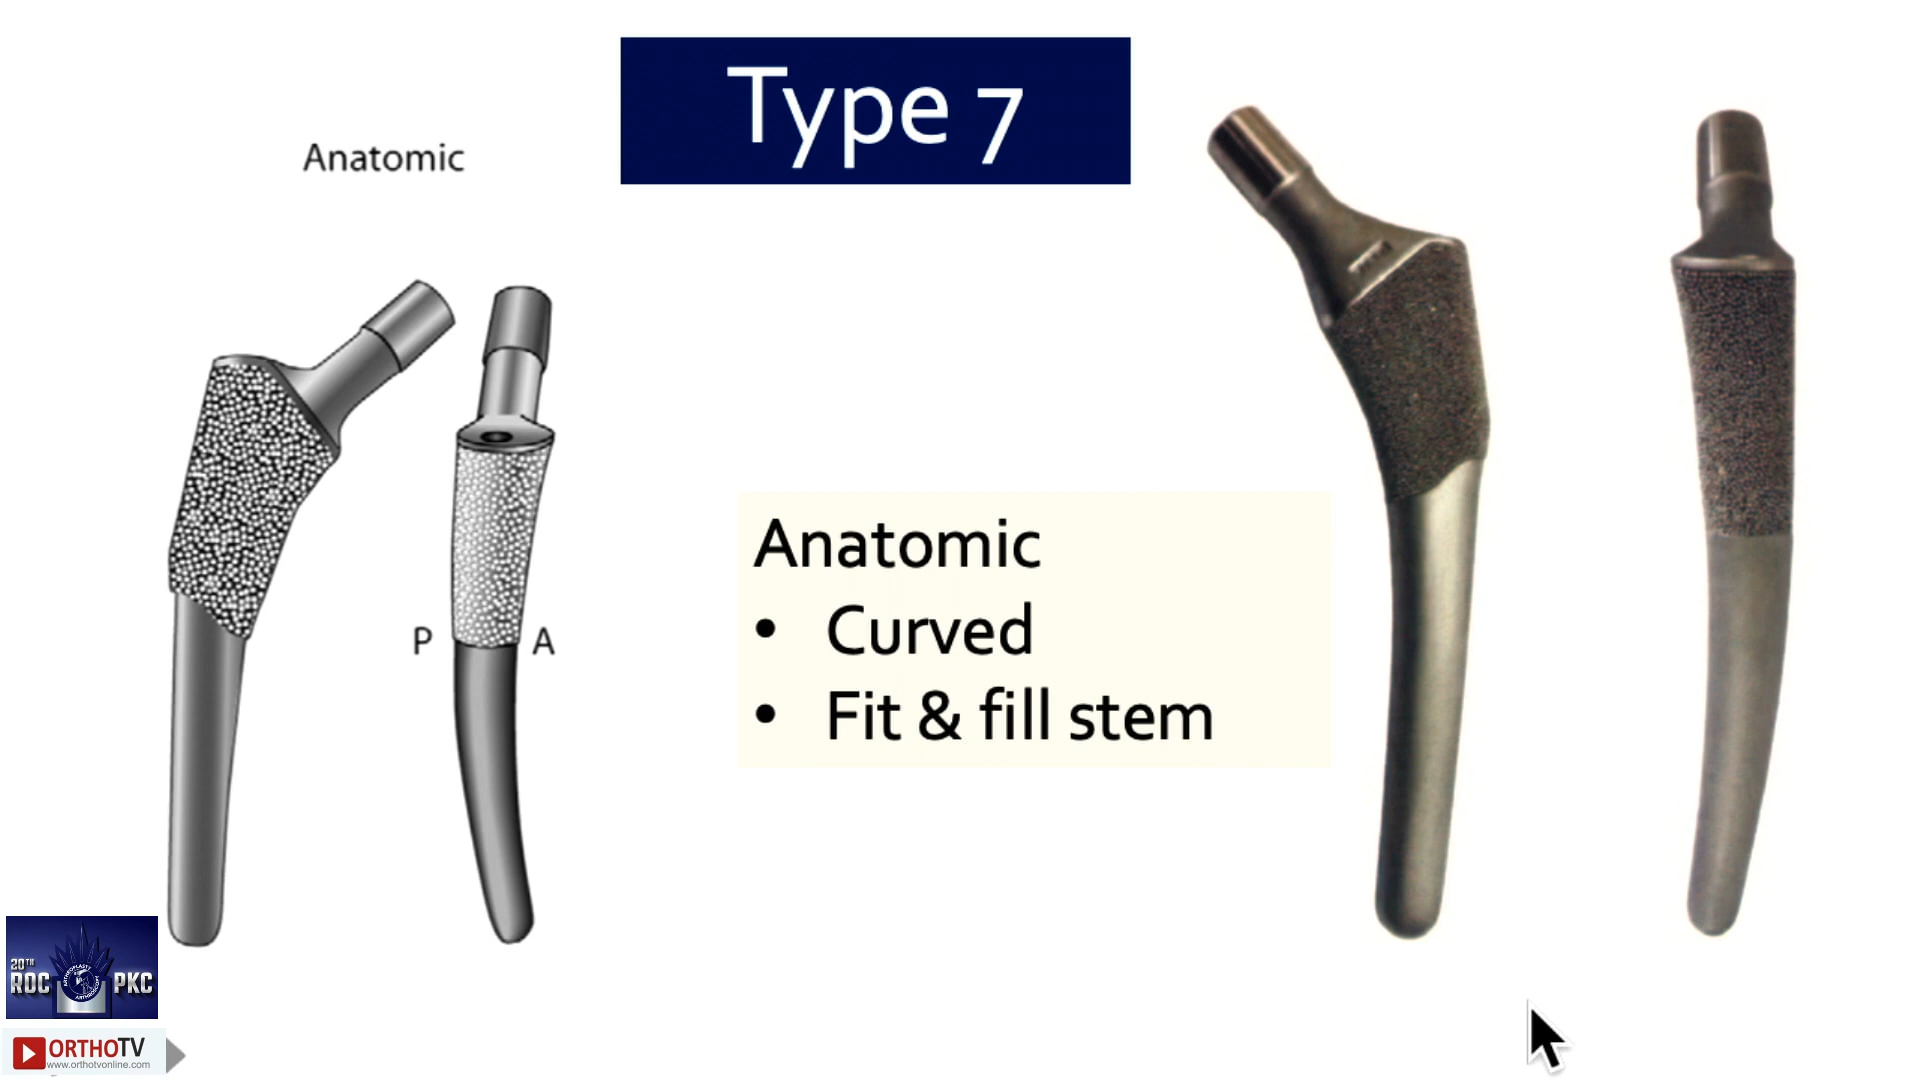 Type 7
Anatomic
P A
Anatomic
• Curved
• Fit & fill stem
20TH
ROC PKC
ORTHOTV
www.orthotvonline.com